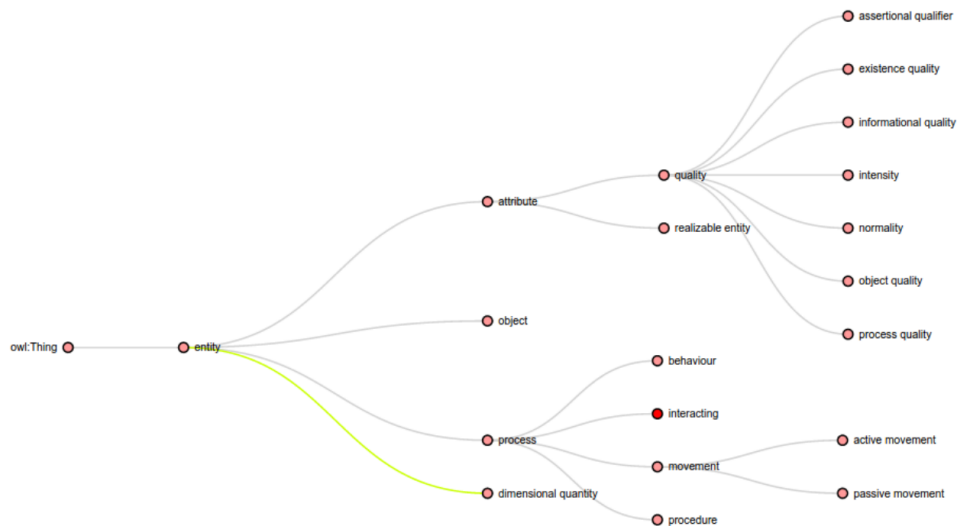 assertional qualifier
existence quality
informational quality
quality
intensity
attribute
realizable entity
normality
object quality
object
process quality
owl:Thing
entity
behaviour
interacting
process
active movement
movement
dimensional quantity
passive movement
procedure